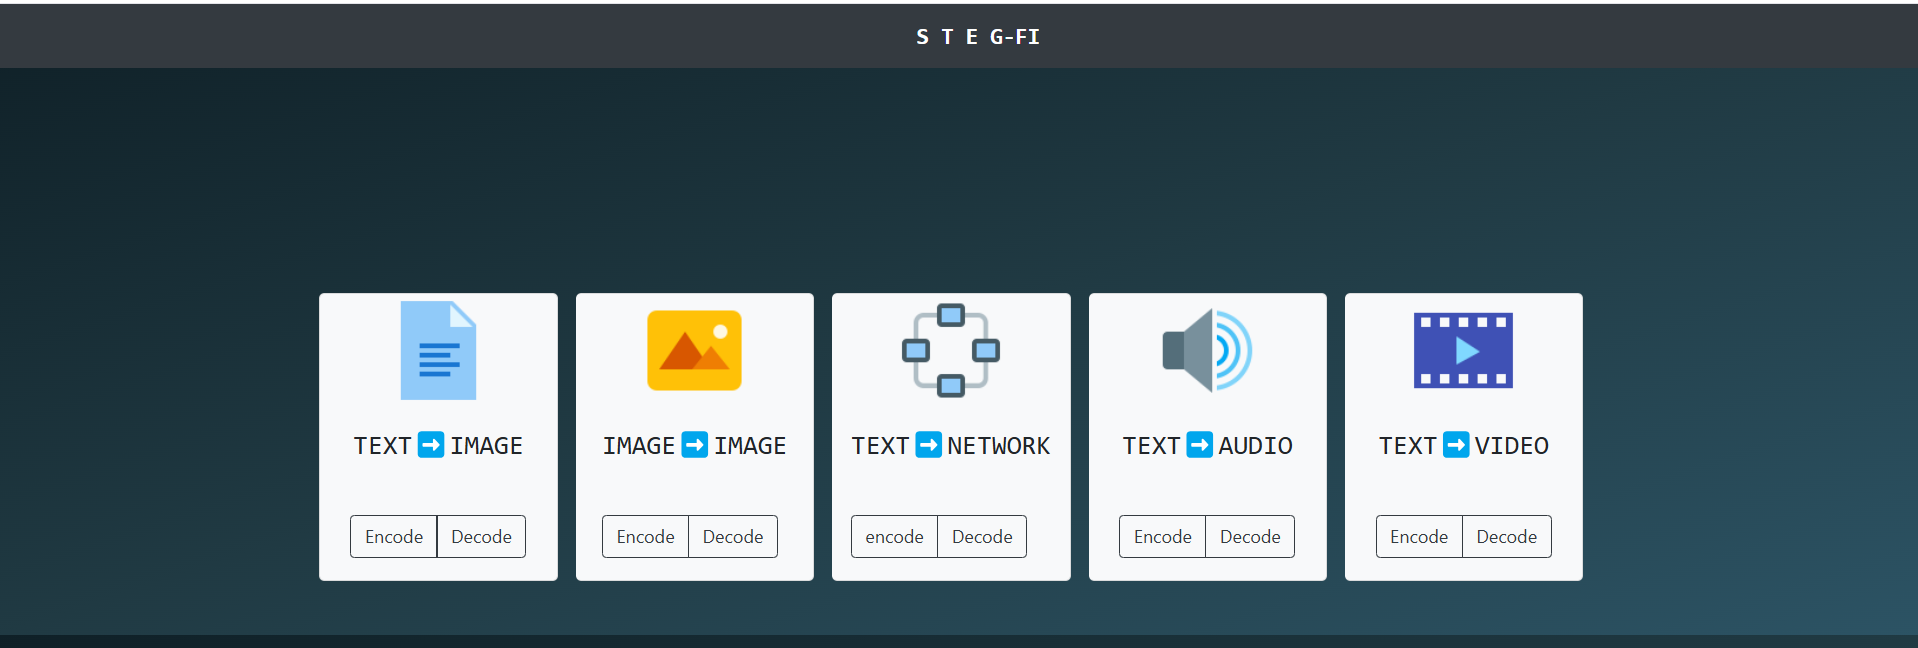 S T E G-FI
TEXT➡️IMAGE
IMAGE➡️IMAGE
TEXT➡️NETWORK
TEXT➡️AUDIO
TEXT➡️VIDEO
Encode Decode
Encode Decode
encode Decode
Encode Decode
Encode Decode